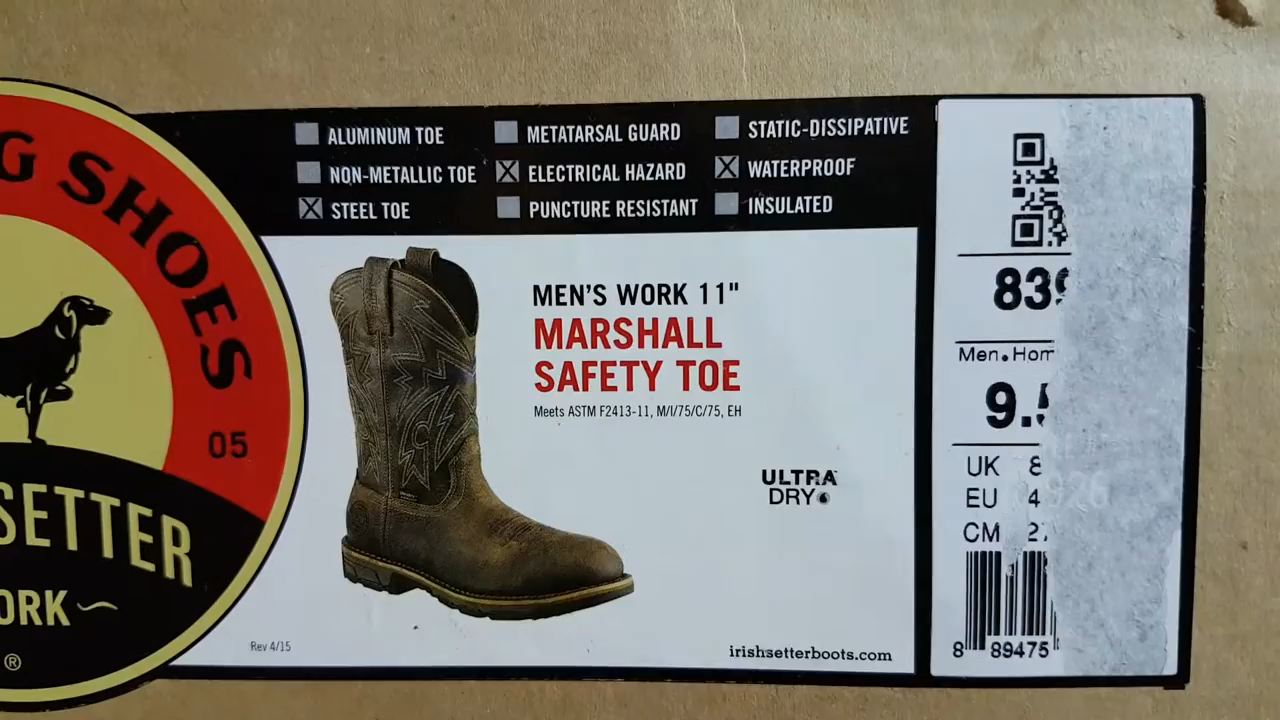 G SHOES
05
SETTER
ORK
®
ALUMINUM TOE
NON-METALLIC TOE
STEEL TOE
METATARSAL GUARD
ELECTRICAL HAZARD
PUNCTURE RESISTANT
STATIC-DISSIPATIVE
WATERPROOF
INSULATED
MEN'S WORK 11"
MARSHALL
SAFETY TOE
Meets ASTM F2413-11, M/I/75/C/75, EH
ULTRA
DRY
Rev 4/15
irishsetterboots.com
83
Men.Hom
9.
UK 8
EU 4
CM 2
8 89475